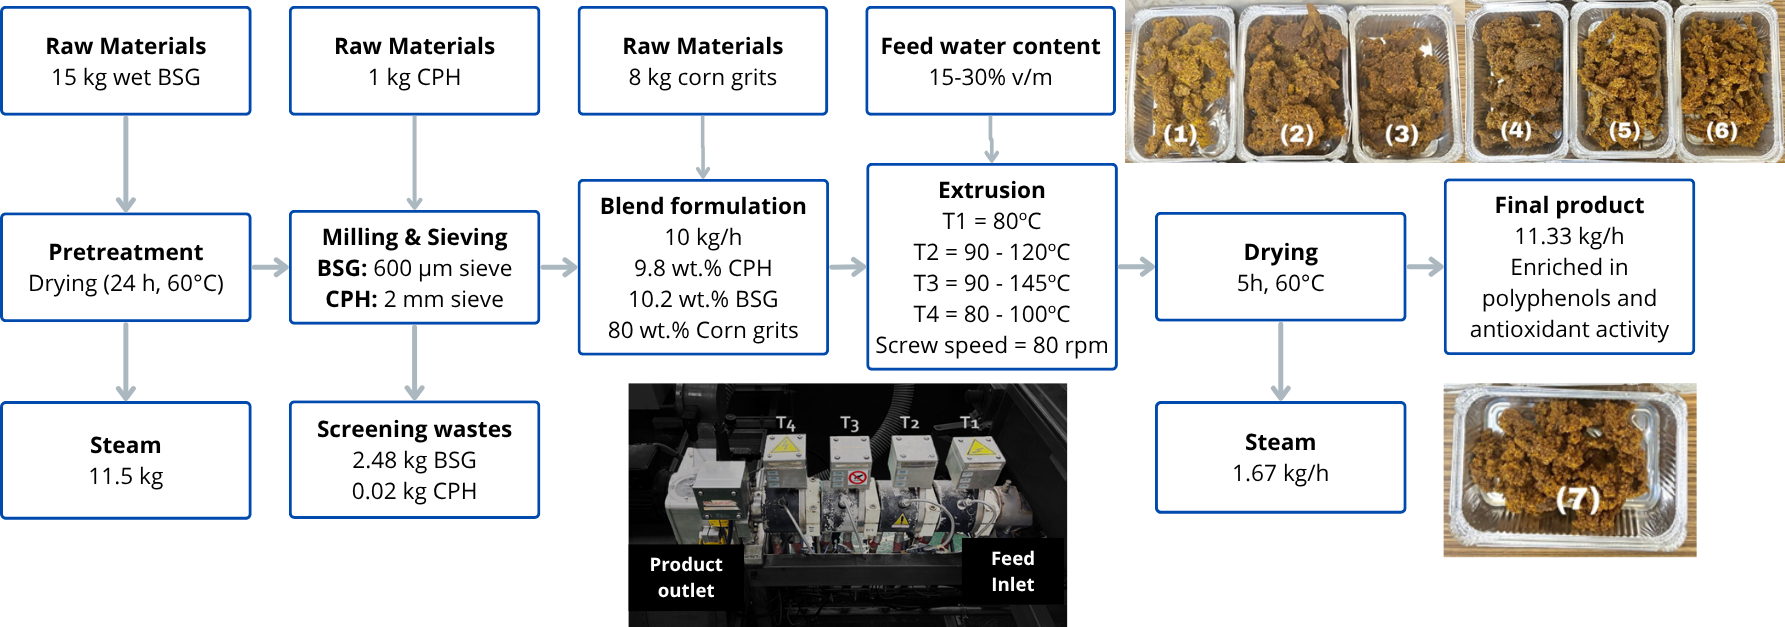 Raw Materials
15 kg wet BSG
Raw Materials
1 kg CPH
Raw Materials
8 kg corn grits
Feed water content
15-30% v/m
(1)
(2)
(3)
(4)
(5)
(6)
Pretreatment
Drying (24 h, 60°C)
Milling & Sieving
BSG: 600 µm sieve
CPH: 2 mm sieve
Blend formulation
10 kg/h
9.8 wt.% CPH
10.2 wt.% BSG
80 wt.% Corn grits
Extrusion
T1 = 80ºC
T2 = 90 - 120ºC
T3 = 90 - 145ºC
T4 = 80 - 100ºC
Screw speed = 80 rpm
Drying
5h, 60°C
Final product
11.33 kg/h
Enriched in
polyphenols and
antioxidant activity
Steam
11.5 kg
Screening wastes
2.48 kg BSG
0.02 kg CPH
T4
T3
T2
T1
Product
outlet
Feed
Inlet
Steam
1.67 kg/h
(7)